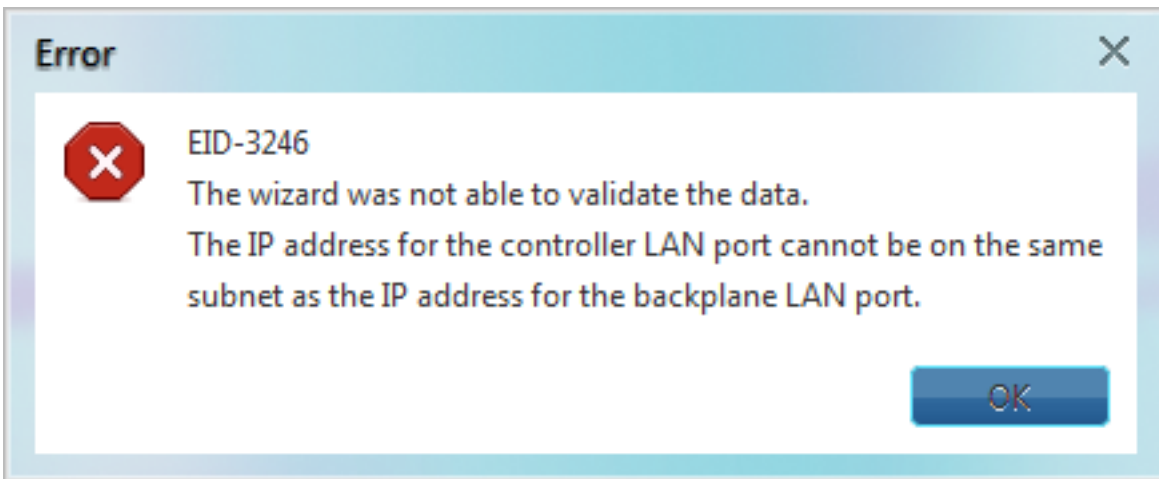 Error
EID-3246
The wizard was not able to validate the data.
The IP address for the controller LAN port cannot be on the same
subnet as the IP address for the backplane LAN port.
OK